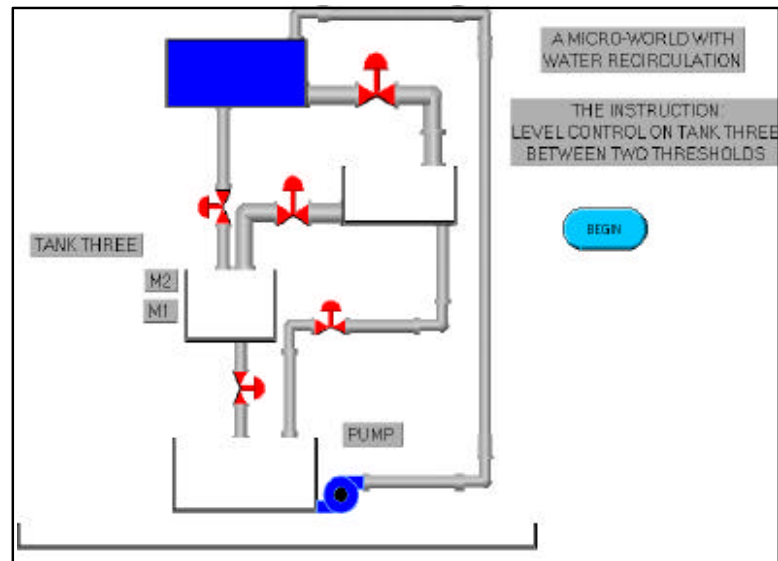 A MICRO-WORLD WITH
WATER RECIRCULATION
THE INSTRUCTION:
LEVEL CONTROL ON TANK THREE
BETWEEN TWO THRESHOLDS
BEGIN
TANK THREE
M2
M1
PUMP